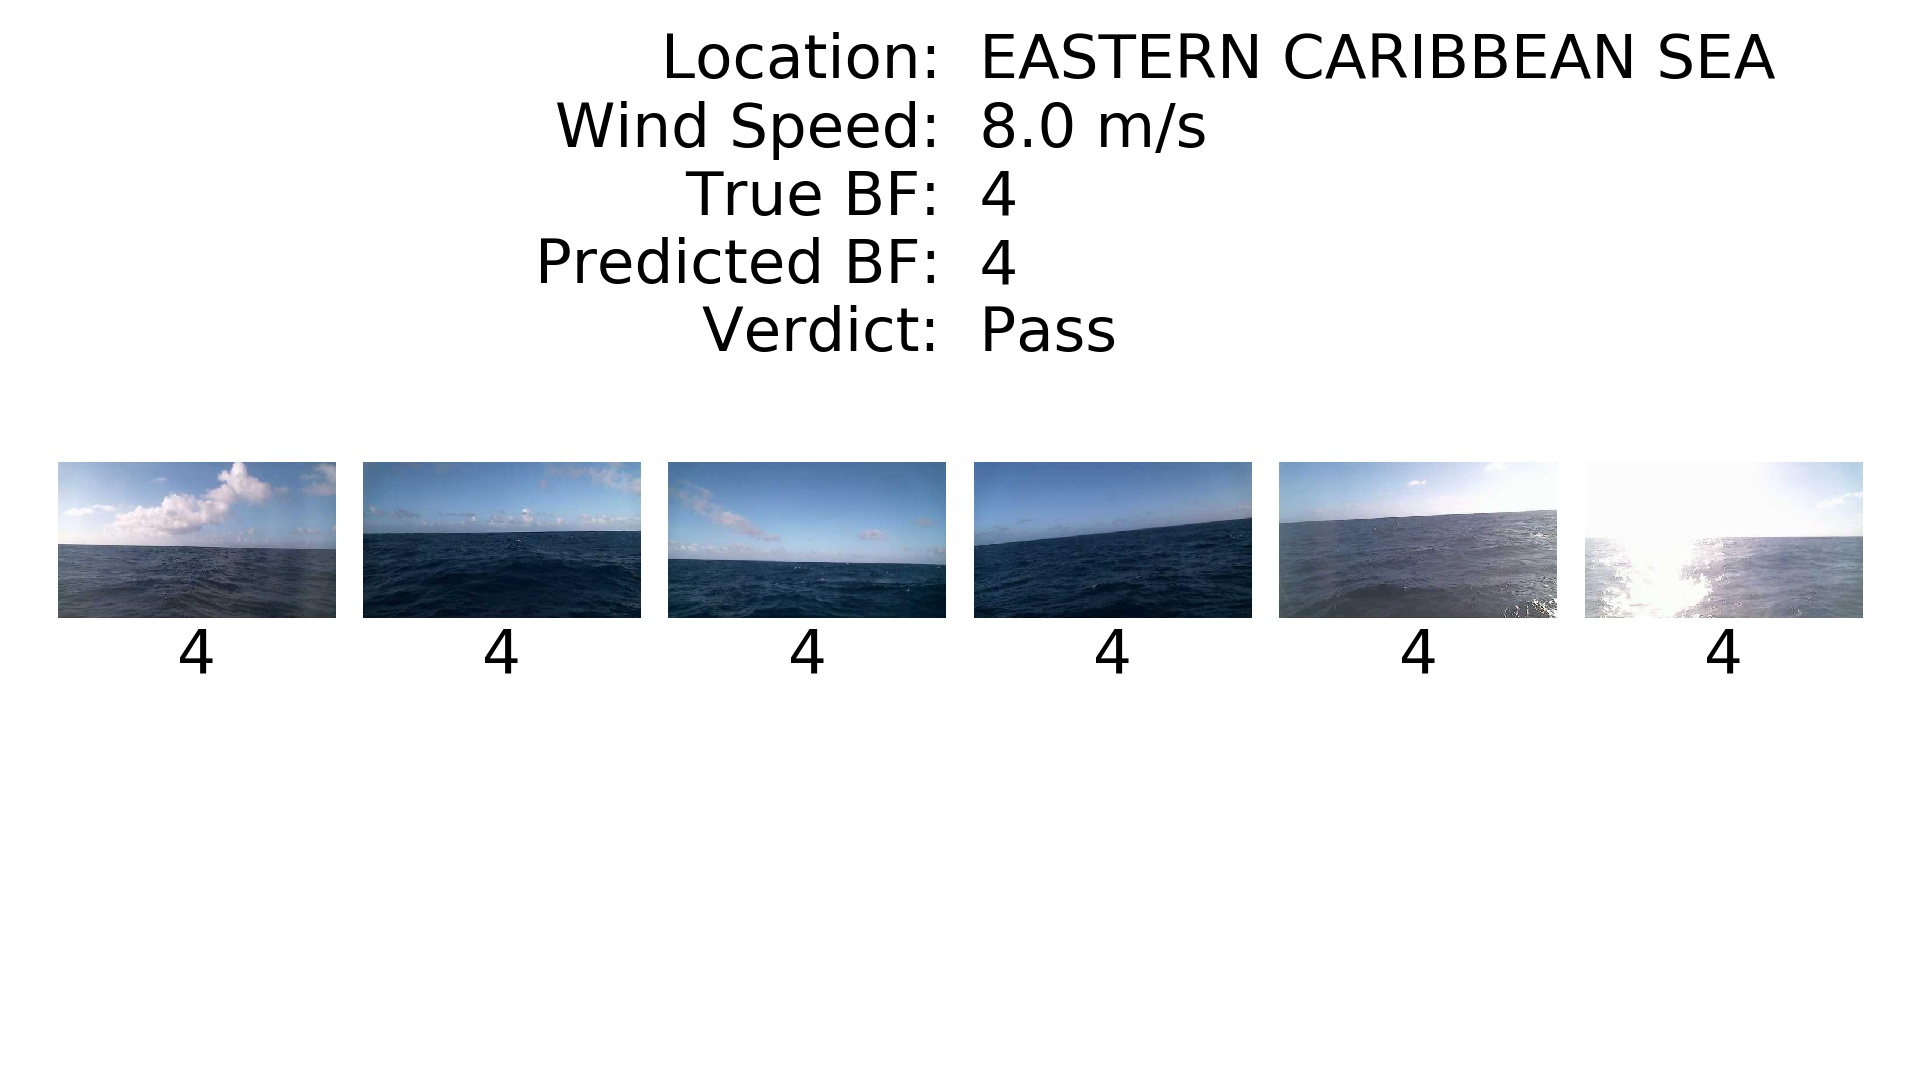 Location: EASTERN CARIBBEAN SEA
Wind Speed: 8.0 m/s
True BF: 4
Predicted BF: 4
Verdict: Pass
4 4 4 4 4 4